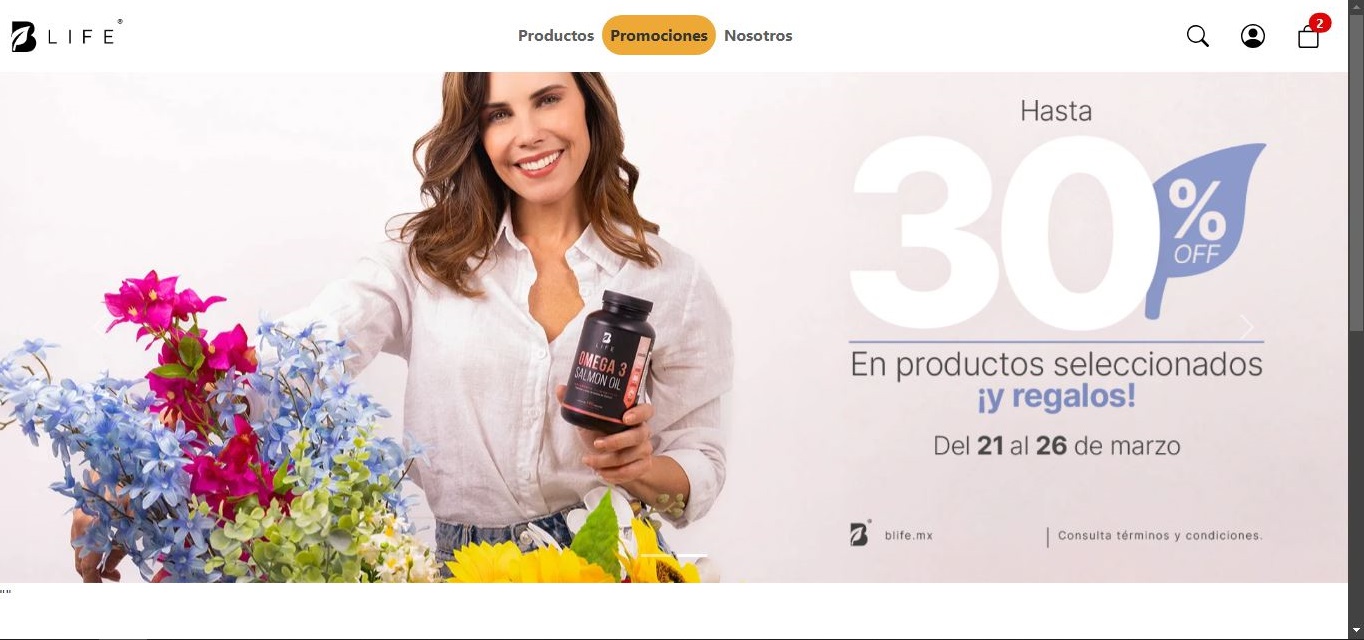 B LIFE®
Productos Promociones Nosotros
2
Hasta
30% OFF
En productos seleccionados
¡y regalos!
Del 21 al 26 de marzo
B LIFE
OMEGA 3
SALMON OIL
blife.mx | Consulta términos y condiciones.
""